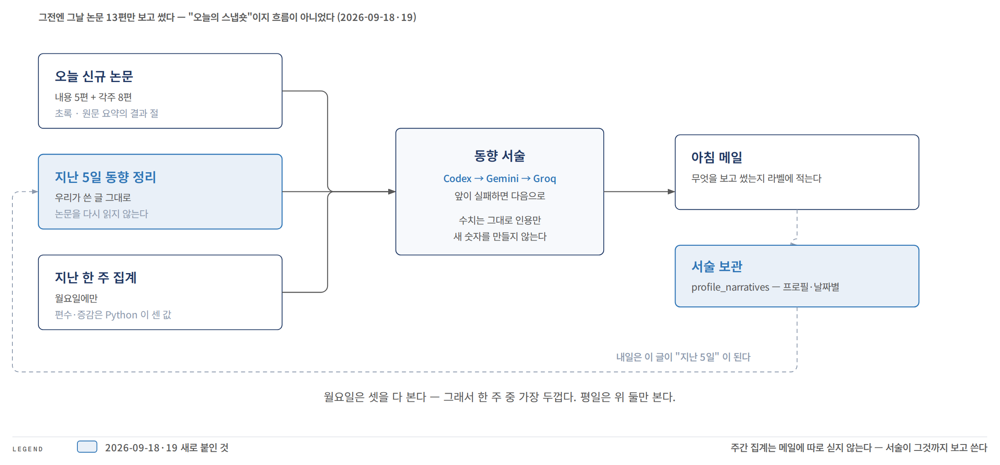 그전엔 그날 논문 13편만 보고 썼다 — "오늘의 스냅숏"이지 흐름이 아니었다 (2026-09-18·19)
오늘 신규 논문
내용 5편 + 각주 8편
초록 · 원문 요약의 결과 절
지난 5일 동향 정리
우리가 쓴 글 그대로
논문을 다시 읽지 않는다
지난 한 주 집계
월요일에만
편수·증감은 Python 이 센 값
동향 서술
Codex → Gemini → Groq
앞이 실패하면 다음으로
수치는 그대로 인용만
새 숫자를 만들지 않는다
아침 메일
무엇을 보고 썼는지 라벨에 적는다
서술 보관
profile_narratives — 프로필·날짜별
내일은 이 글이 "지난 5일" 이 된다
월요일은 셋을 다 본다 — 그래서 한 주 중 가장 두껍다. 평일은 위 둘만 본다.
LEGEND
2026-09-18·19 새로 붙인 것
주간 집계는 메일에 따로 싣지 않는다 — 서술이 그것까지 보고 쓴다